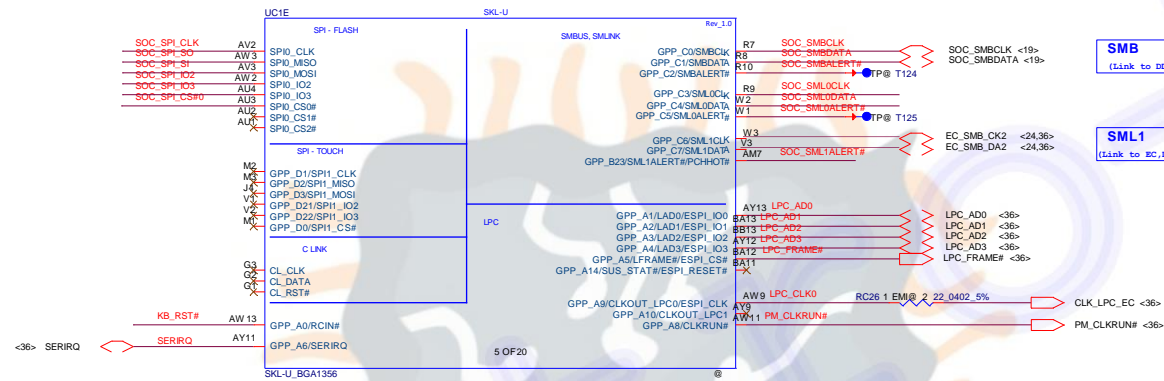 UC1E
SKL-U
Rev_1.0
SPI - FLASH
SMBUS, SMLINK
SOC_SPI_CLK AV2 SPI0_CLK
SOC_SPI_SO AW3 SPI0_MISO
SOC_SPI_SI AV3 SPI0_MOSI
SOC_SPI_IO2 AW2 SPI0_IO2
SOC_SPI_IO3 AU4 SPI0_IO3
SOC_SPI_CS#0 AU3 SPI0_CS0#
AU2 SPI0_CS1#
AU1 SPI0_CS2#
GPP_C0/SMBCLK R7 SOC_SMBCLK SOC_SMBCLK <19>
GPP_C1/SMBDATA R8 SOC_SMBDATA SOC_SMBDATA <19>
GPP_C2/SMBALERT# R10 SOC_SMBALERT# TP@ T124
GPP_C3/SML0CLK R9 SOC_SML0CLK
GPP_C4/SML0DATA W2 SOC_SML0DATA
GPP_C5/SML0ALERT# W1 SOC_SML0ALERT# TP@ T125
GPP_C6/SML1CLK W3 EC_SMB_CK2 <24,36>
GPP_C7/SML1DATA V3 EC_SMB_DA2 <24,36>
GPP_B23/SML1ALERT#/PCHHOT# AM7 SOC_SML1ALERT#
SMB
(Link to
SML1
(Link to EC,
SPI - TOUCH
M2 GPP_D1/SPI1_CLK
M3 GPP_D2/SPI1_MISO
J4 GPP_D3/SPI1_MOSI
V1 GPP_D21/SPI1_IO2
V2 GPP_D22/SPI1_IO3
M1 GPP_D0/SPI1_CS#
LPC
GPP_A1/LAD0/ESPI_IO0 AY13 LPC_AD0 LPC_AD0 <36>
GPP_A2/LAD1/ESPI_IO1 BA13 LPC_AD1 LPC_AD1 <36>
GPP_A3/LAD2/ESPI_IO2 BB13 LPC_AD2 LPC_AD2 <36>
GPP_A4/LAD3/ESPI_IO3 AY12 LPC_AD3 LPC_AD3 <36>
GPP_A5/LFRAME#/ESPI_CS# BA12 LPC_FRAME# LPC_FRAME# <36>
GPP_A14/SUS_STAT#/ESPI_RESET# BA11
C LINK
G3 CL_CLK
G2 CL_DATA
G1 CL_RST#
GPP_A9/CLKOUT_LPC0/ESPI_CLK AW9 LPC_CLK0 RC26 1 EMI@ 2 22_0402_5% CLK_LPC_EC <36>
GPP_A10/CLKOUT_LPC1 AY9
GPP_A8/CLKRUN# AW11 PM_CLKRUN# PM_CLKRUN# <36>
KB_RST# AW13 GPP_A0/RCIN#
<36> SERIRQ SERIRQ AY11 GPP_A6/SERIRQ
5 OF20
SKL-U_BGA1356
@